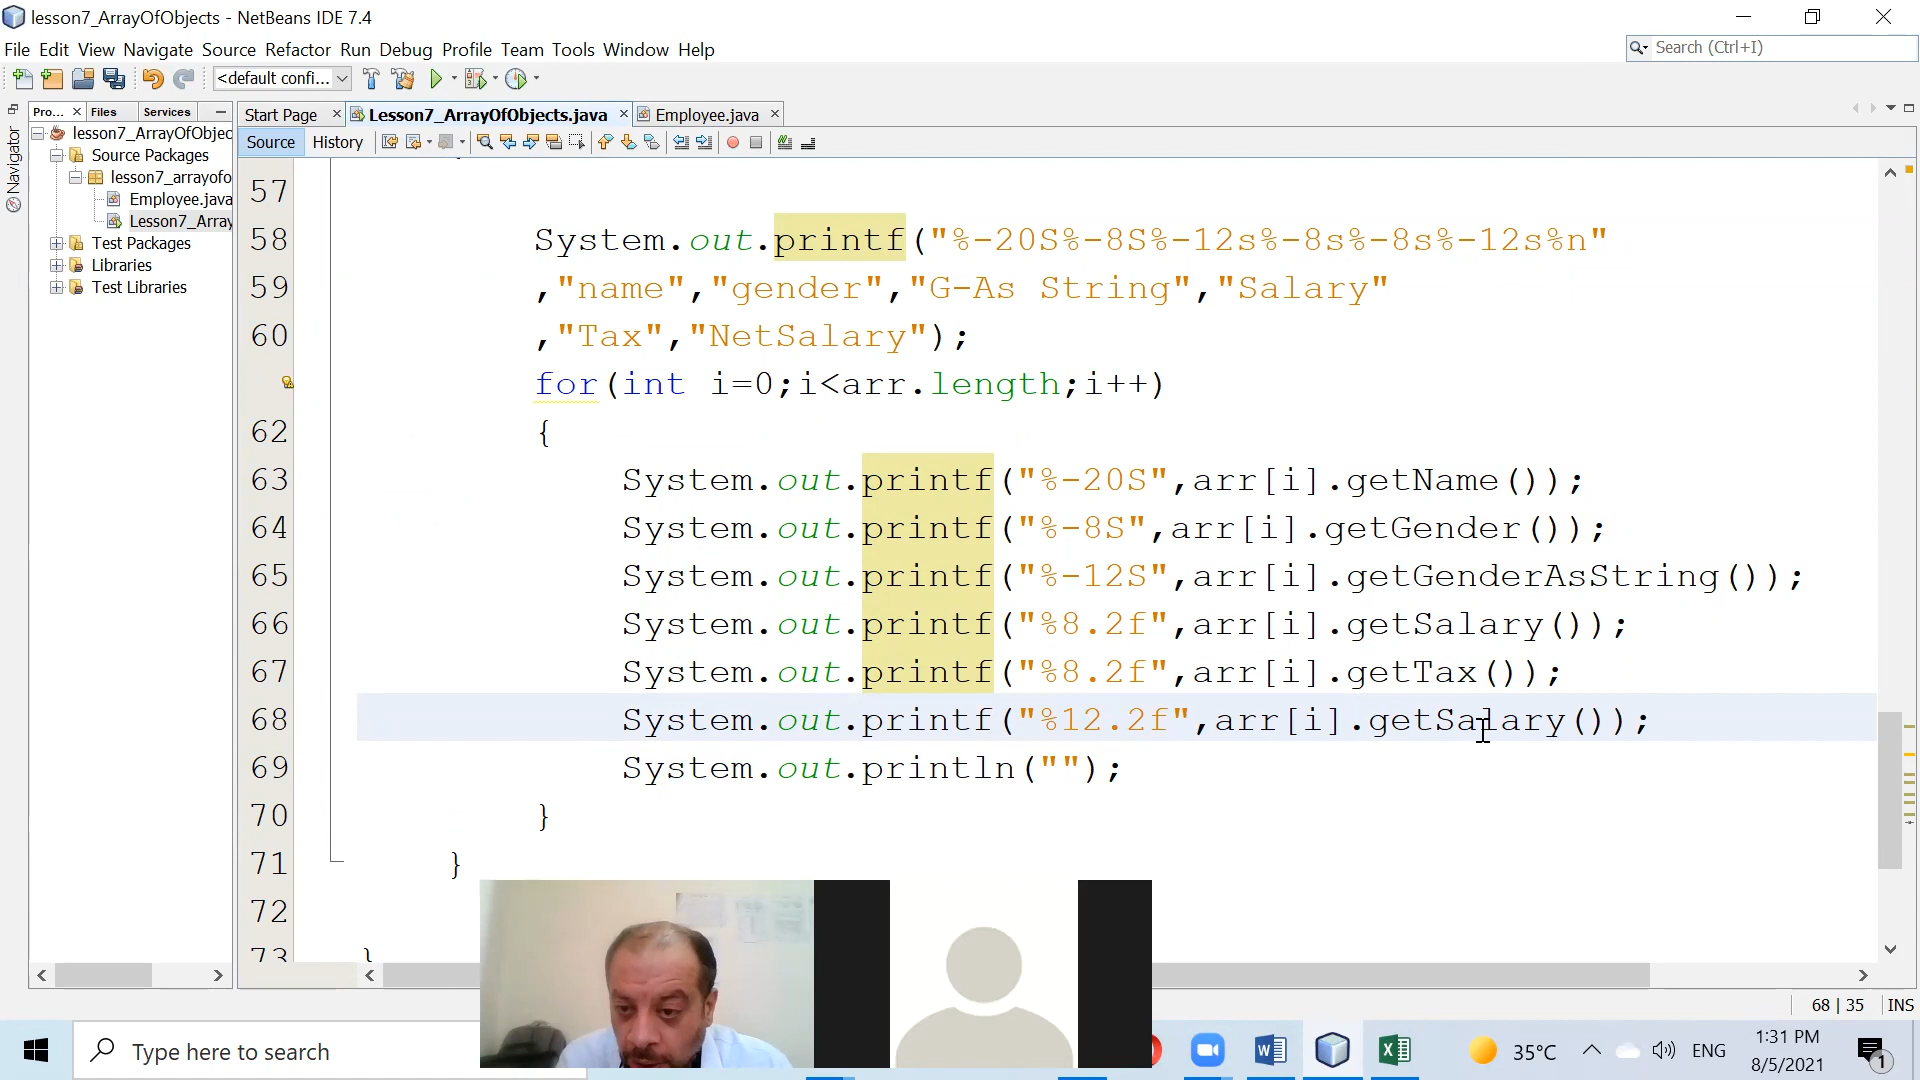 lesson7_ArrayOfObjects - NetBeans IDE 7.4
File Edit View Navigate Source Refactor Run Debug Profile Team Tools Window Help
Search (Ctrl+I)
<default confi...
Pro... Files Services
Start Page Lesson7_ArrayOfObjects.java Employee.java
lesson7_ArrayOfObjec
Source History
Navigator
Source Packages
lesson7_arrayofo
Employee.java
Lesson7_Array
Test Packages
Libraries
Test Libraries
57
58 System.out.printf("%-20S%-8S%-12s%-8s%-8s%-12s%n"
59 ,"name","gender","G-As String","Salary"
60 ,"Tax","NetSalary");
for(int i=0;i<arr.length;i++)
62 {
63 System.out.printf("%-20S",arr[i].getName());
64 System.out.printf("%-8S",arr[i].getGender());
65 System.out.printf("%-12S",arr[i].getGenderAsString());
66 System.out.printf("%8.2f",arr[i].getSalary());
67 System.out.printf("%8.2f",arr[i].getTax());
68 System.out.printf("%12.2f",arr[i].getSalary());
69 System.out.println("");
70 }
71 }
72
73 }
68 | 35 INS
Type here to search
35°C ENG
1:31 PM
8/5/2021
1